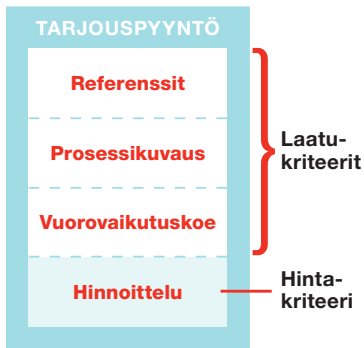 TARJOUSPYYNTÖ
Referenssit
Prosessikuvaus
Vuorovaikutuskoe
Hinnoittelu
Laatu-
kriteerit
Hinta-
kriteeri